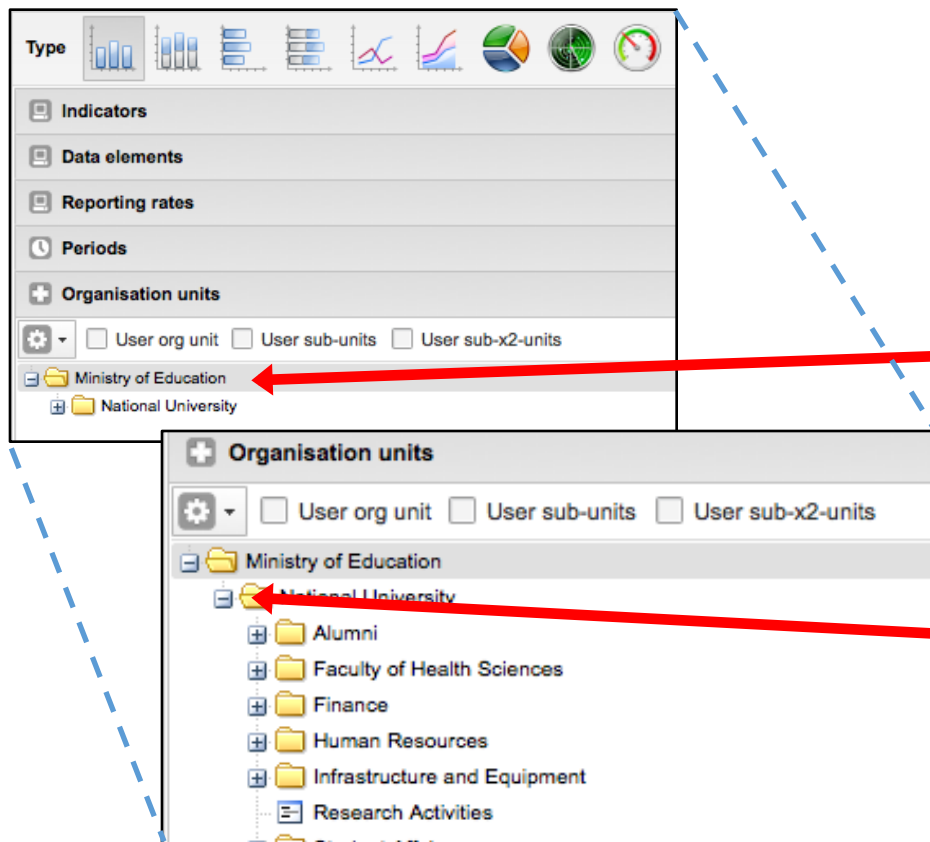 Type
Indicators
Data elements
Reporting rates
Periods
Organisation units
User org unit User sub-units User sub-x2-units
Ministry of Education
National University
Organisation units
User org unit User sub-units User sub-x2-units
Ministry of Education
National University
Alumni
Faculty of Health Sciences
Finance
Human Resources
Infrastructure and Equipment
Research Activities